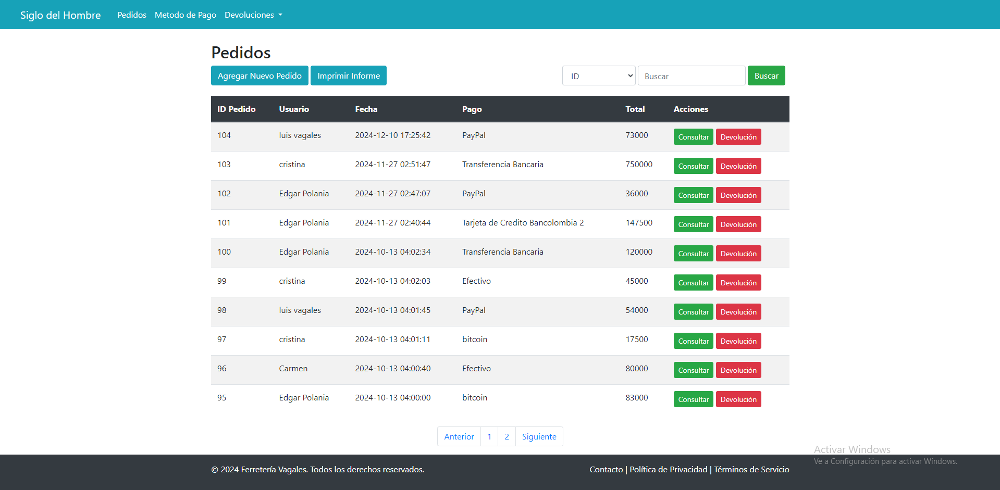 Siglo del Hombre Pedidos Metodo de Pago Devoluciones
Pedidos
Agregar Nuevo Pedido Imprimir Informe ID Buscar Buscar
ID Pedido Usuario Fecha Pago Total Acciones
104 luis vagales 2024-12-10 17:25:42 PayPal 73000 Consultar Devolución
103 cristina 2024-11-27 02:51:47 Transferencia Bancaria 750000 Consultar Devolución
102 Edgar Polania 2024-11-27 02:47:07 PayPal 36000 Consultar Devolución
101 Edgar Polania 2024-11-27 02:40:44 Tarjeta de Credito Bancolombia 2 147500 Consultar Devolución
100 Edgar Polania 2024-10-13 04:02:34 Transferencia Bancaria 120000 Consultar Devolución
99 cristina 2024-10-13 04:02:03 Efectivo 45000 Consultar Devolución
98 luis vagales 2024-10-13 04:01:45 PayPal 54000 Consultar Devolución
97 cristina 2024-10-13 04:01:11 bitcoin 17500 Consultar Devolución
96 Carmen 2024-10-13 04:00:40 Efectivo 80000 Consultar Devolución
95 Edgar Polania 2024-10-13 04:00:00 bitcoin 83000 Consultar Devolución
Anterior 1 2 Siguiente
Activar Windows
Ve a Configuración para activar Windows.
© 2024 Ferretería Vagales. Todos los derechos reservados. Contacto | Política de Privacidad | Términos de Servicio